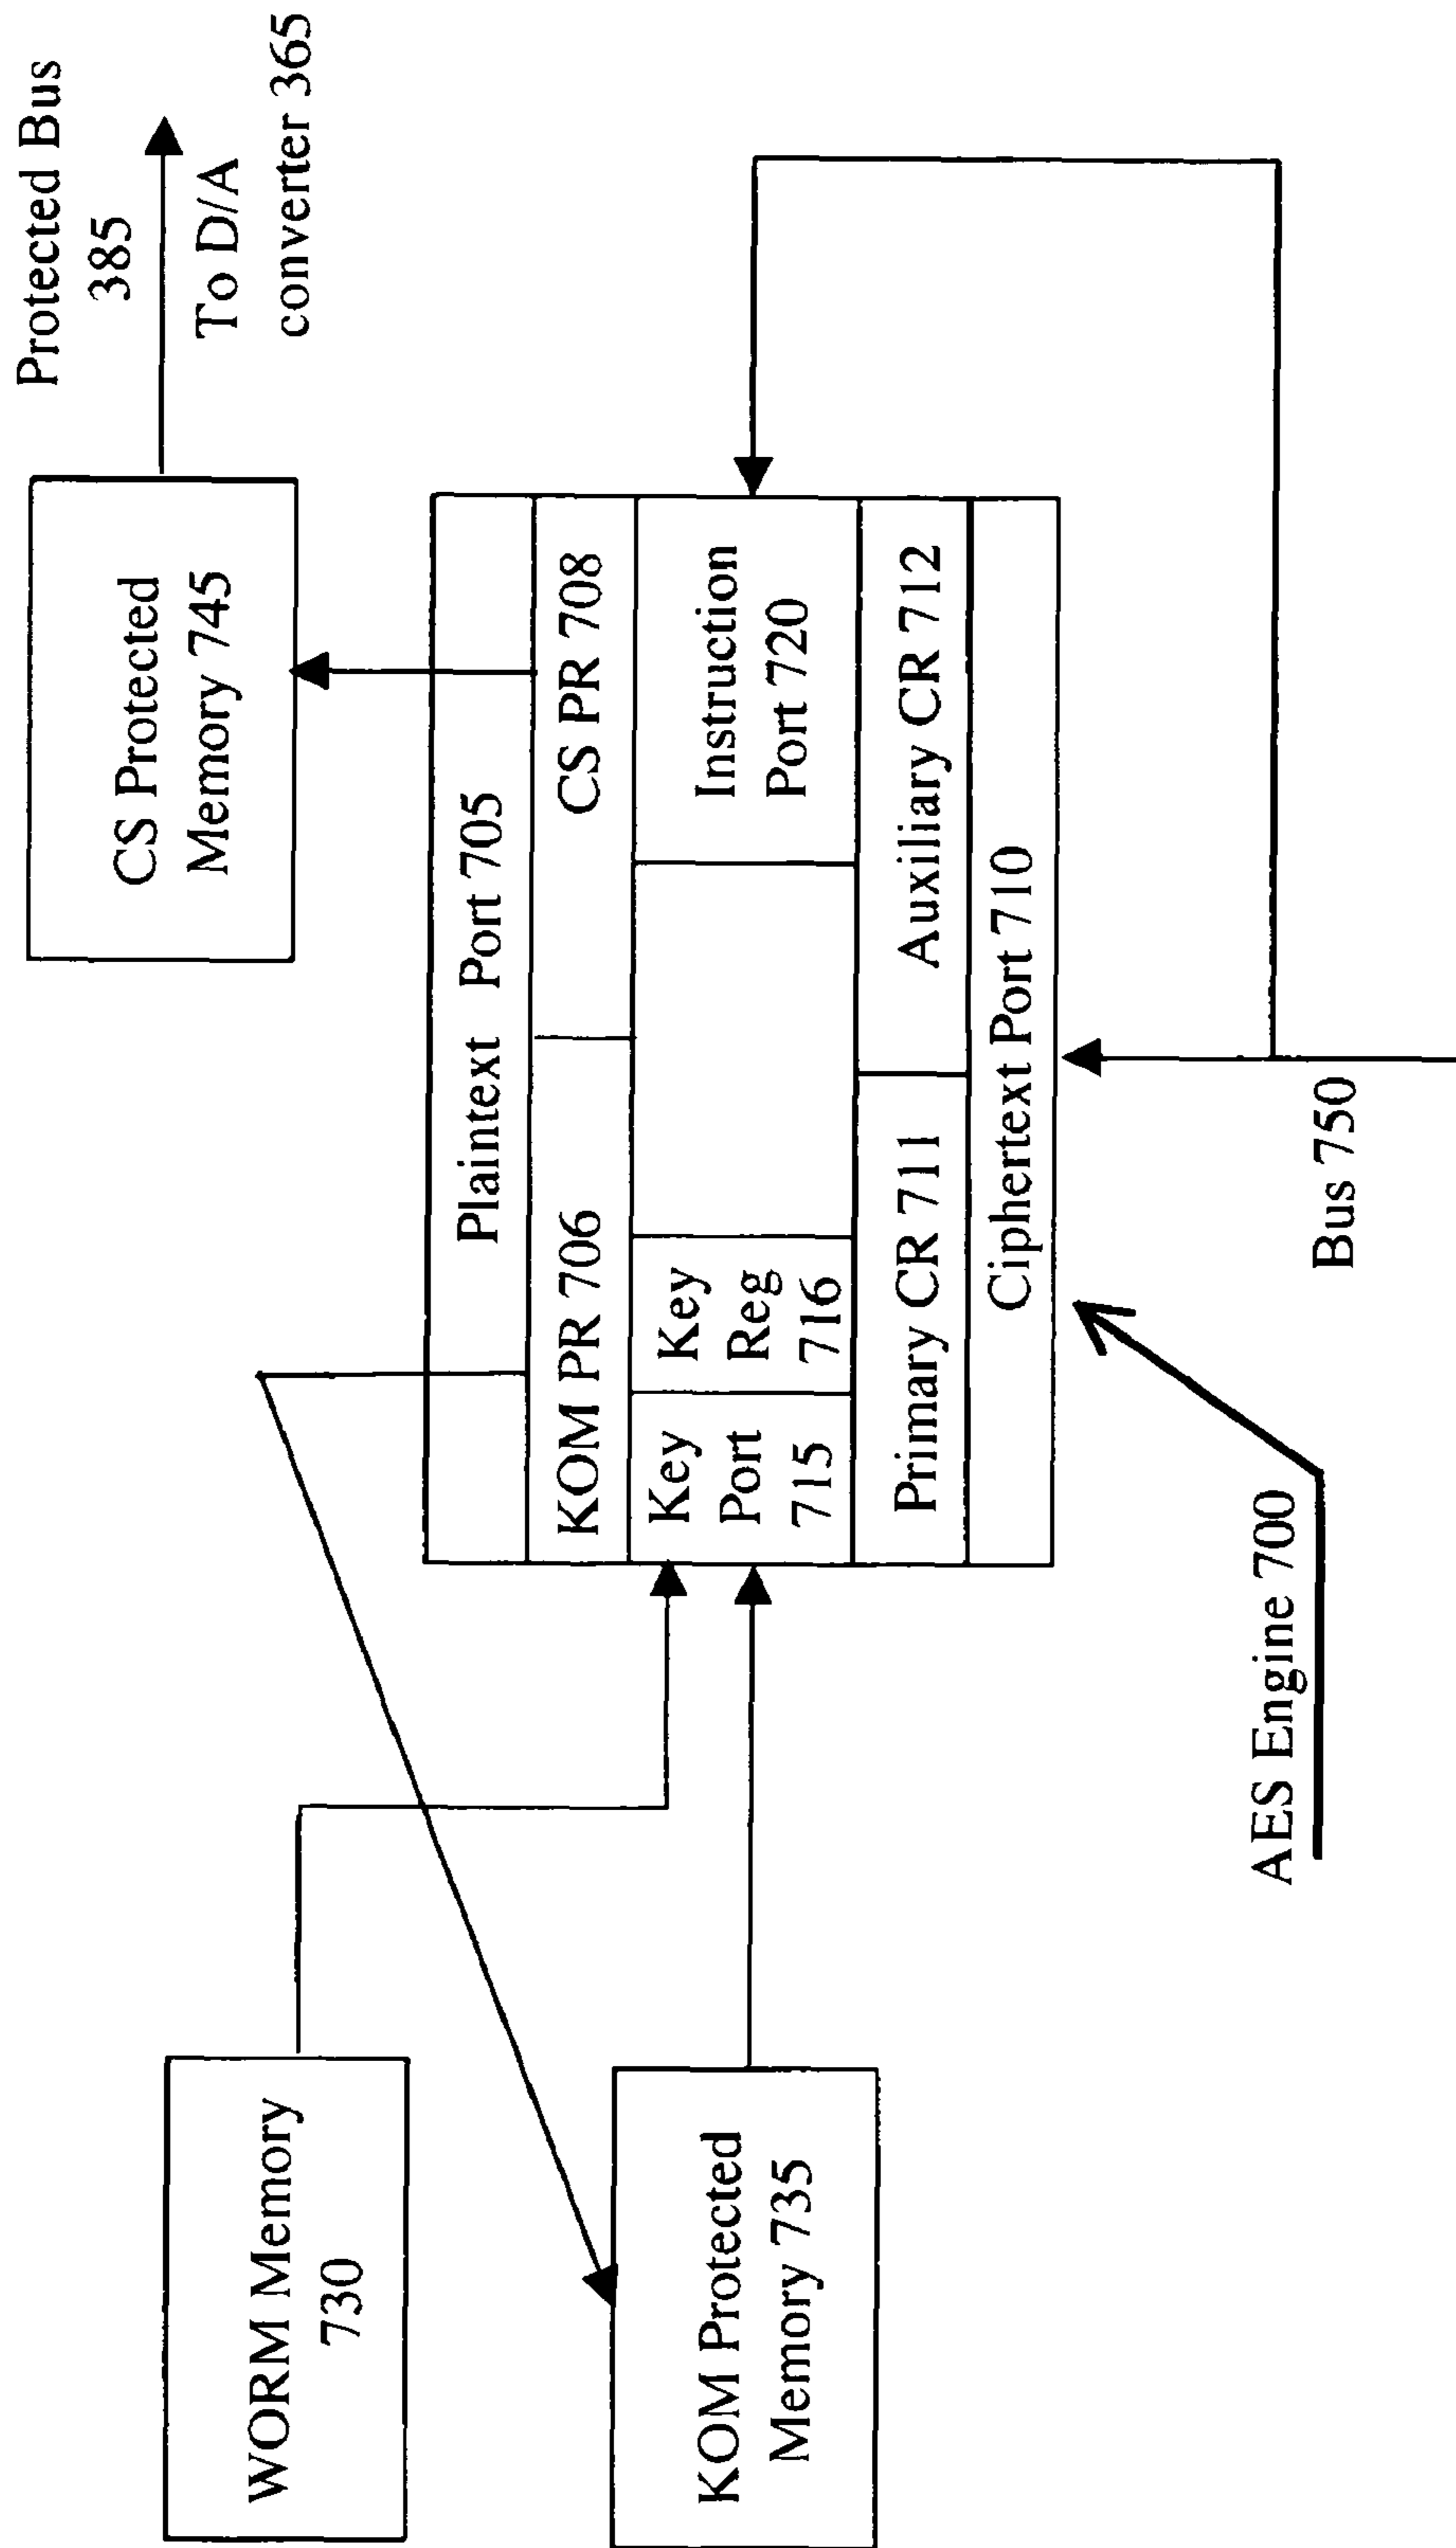 Protected Bus
385
To D/A
converter 365
CS Protected
Memory 745
WORM Memory
730
KOM Protected
Memory 735
Plaintext Port 705
KOM PR 706
CS PR 708
Key
Port
715
Key
Reg
716
Instruction
Port 720
Primary CR 711
Auxiliary CR 712
Ciphertext Port 710
AES Engine 700
Bus 750